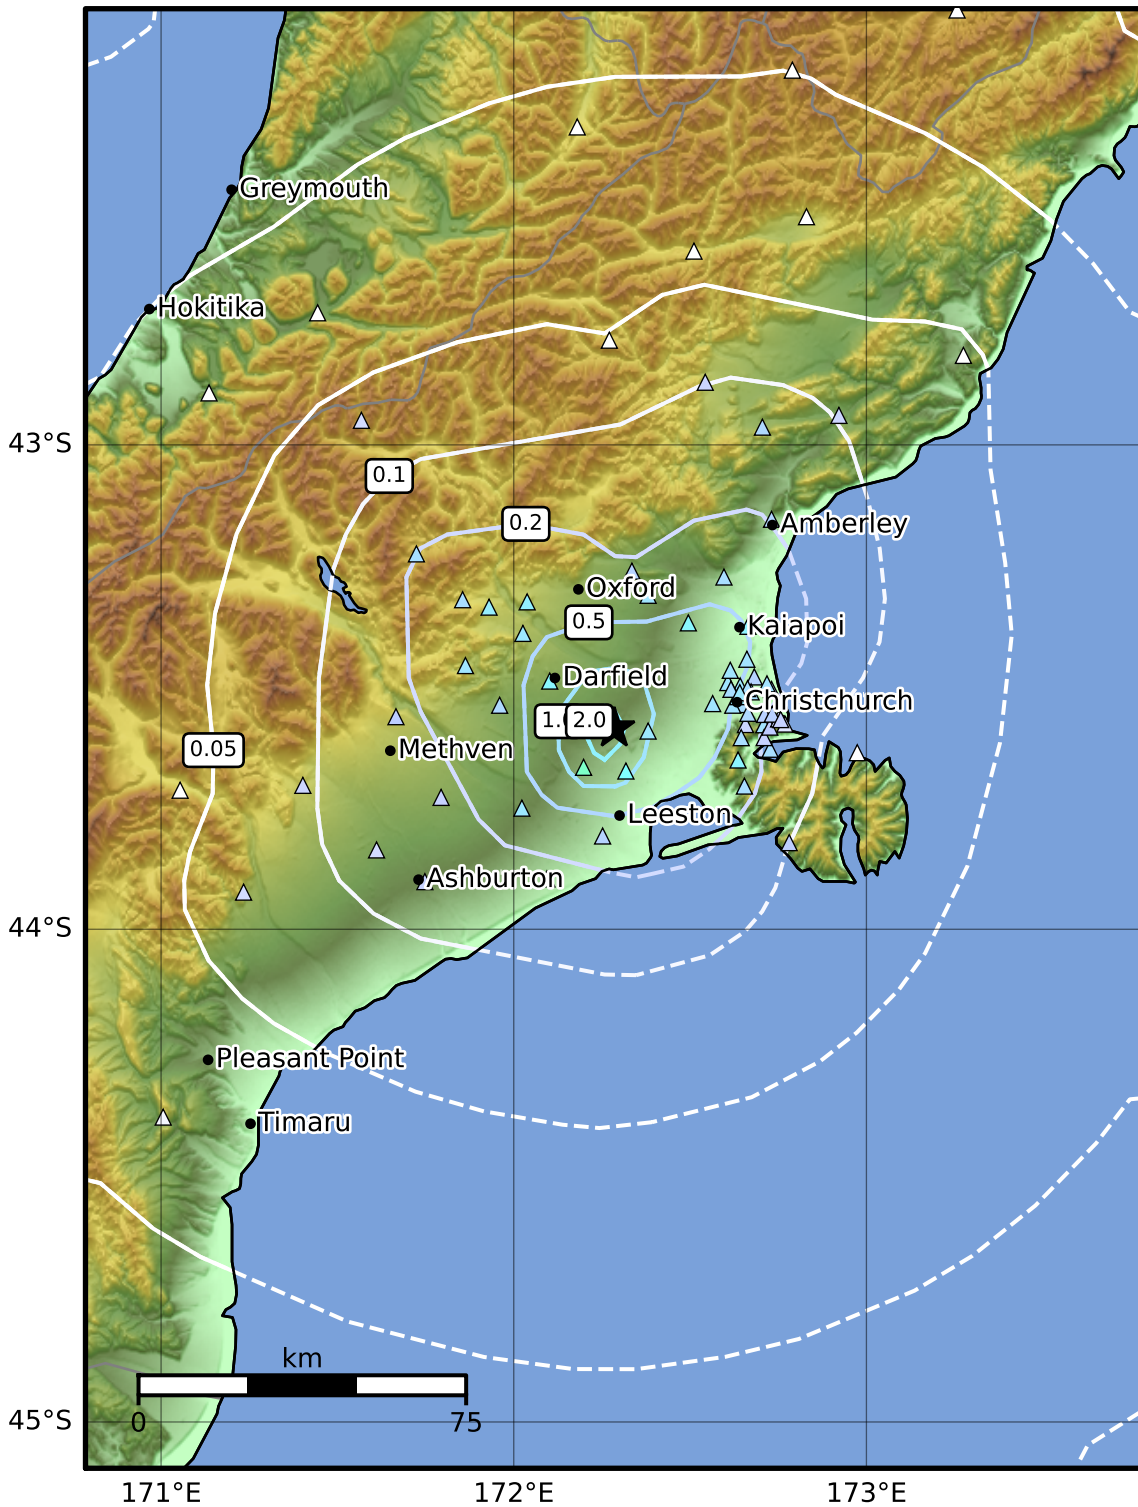 Greymouth
Hokitika
43°S
0.1
0.2
Amberley
Oxford
0.5
Kaiapoi
Darfield
Christchurch
1.
2.0
0.05
Methven
Leeston
Ashburton
44°S
Pleasant Point
Timaru
km
0
75
45°S
171°E
172°E
173°E